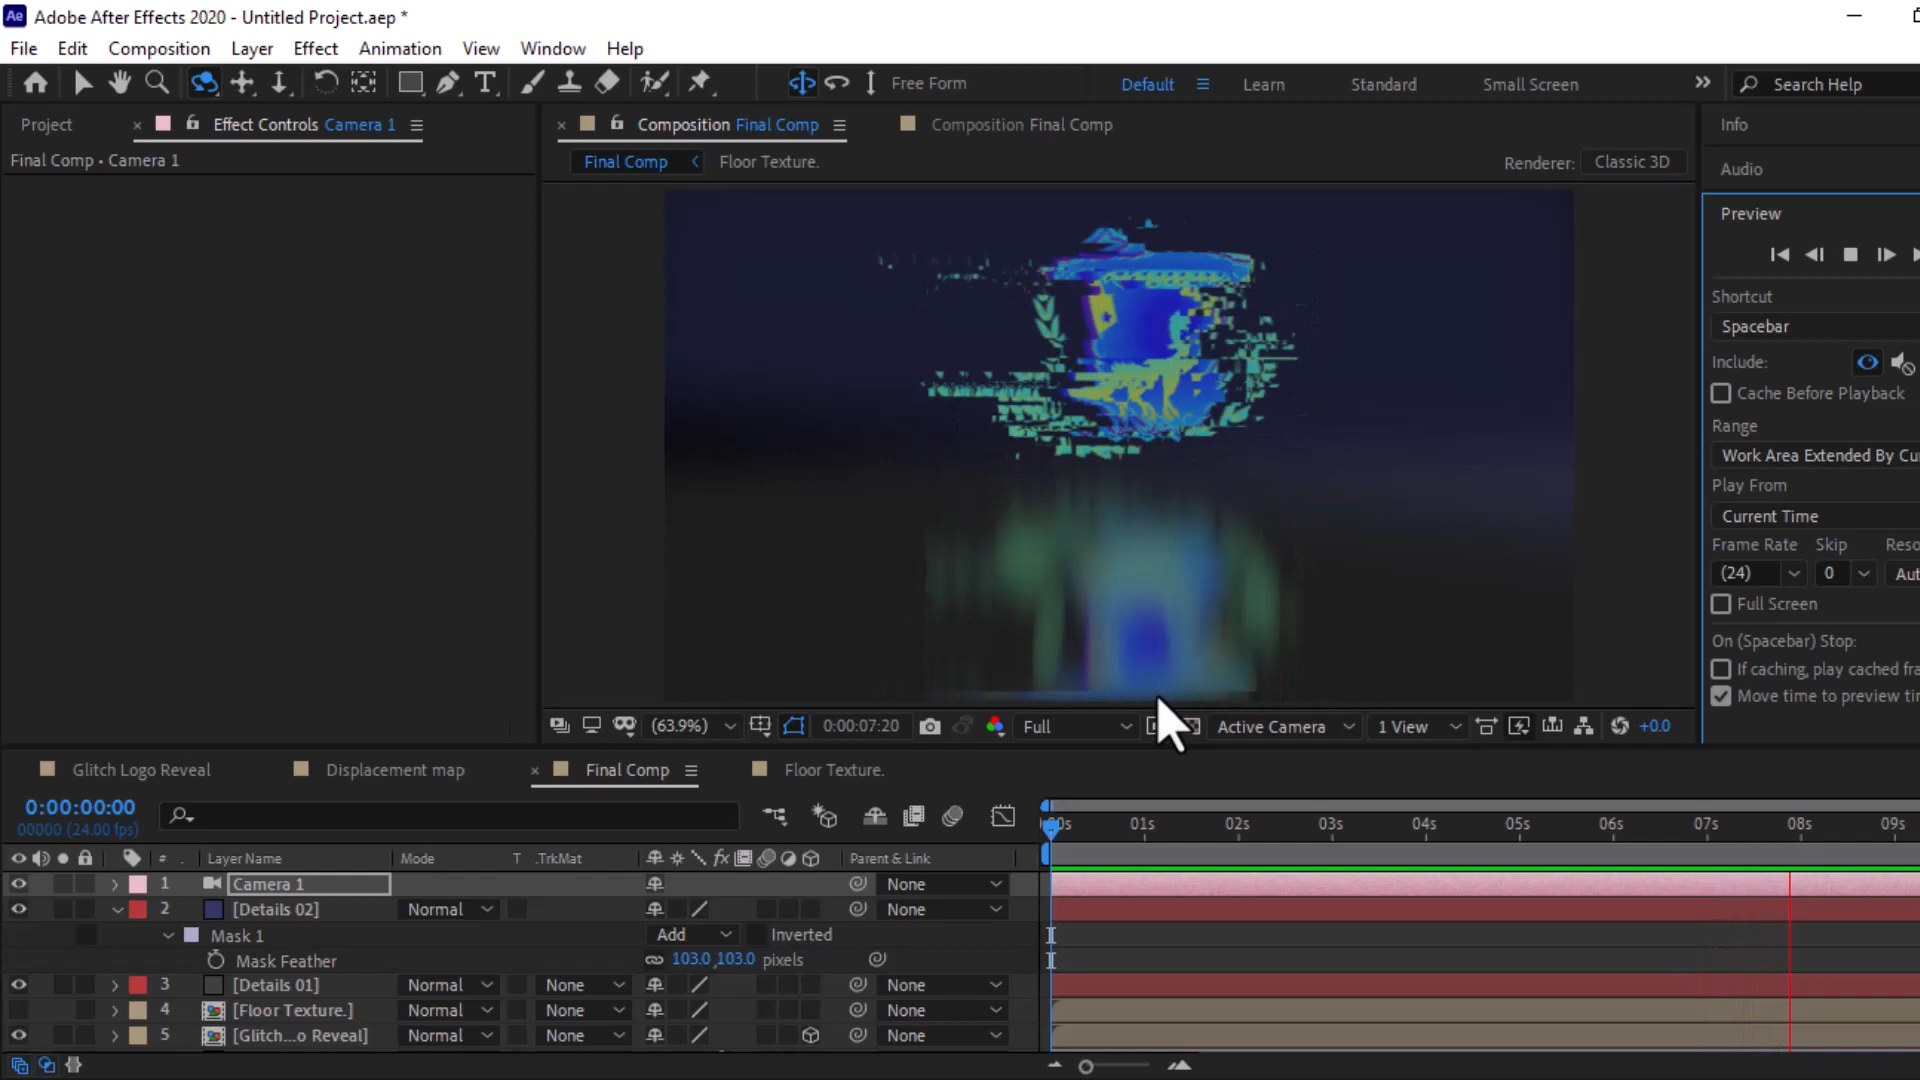 Ae Adobe After Effects 2020 - Untitled Project.aep *
File Edit Composition Layer Effect Animation View Window Help
T Free Form Default Learn Standard Small Screen Search Help
Project Effect Controls Camera 1
Final Comp • Camera 1
Composition Final Comp Composition Final Comp
Final Comp Floor Texture. Renderer: Classic 3D
Info
Audio
Preview
Shortcut
Spacebar
Include:
Cache Before Playback
Range
Work Area Extended By Cu
Play From
Current Time
Frame Rate Skip Reso
(24) 0 Aut
Full Screen
On (Spacebar) Stop:
If caching, play cached fra
Move time to preview tim
(63.9%) 0:00:07:20 Full Active Camera 1 View +0.0
Glitch Logo Reveal Displacement map Final Comp Floor Texture.
0:00:00:00
00000 (24.00 fps)
00s 01s 02s 03s 04s 05s 06s 07s 08s 09s
# . Layer Name Mode T .TrkMat fx Parent & Link
1 Camera 1 None
2 [Details 02] Normal None
Mask 1 Add Inverted
Mask Feather 103.0,103.0 pixels
3 [Details 01] Normal None None
4 [Floor Texture.] Normal None None
5 [Glitch...o Reveal] Normal None None